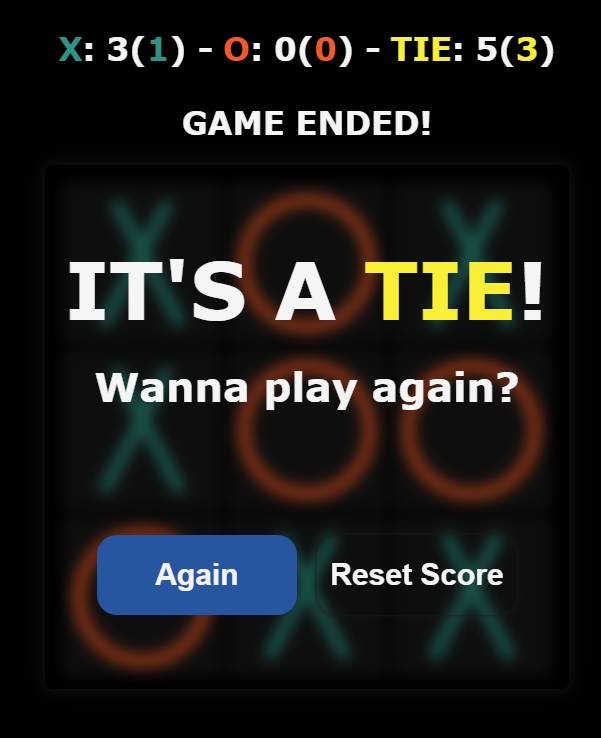 X: 3(1) - O: 0(0) - TIE: 5(3)
GAME ENDED!
IT'S A TIE!
Wanna play again?
Again Reset Score